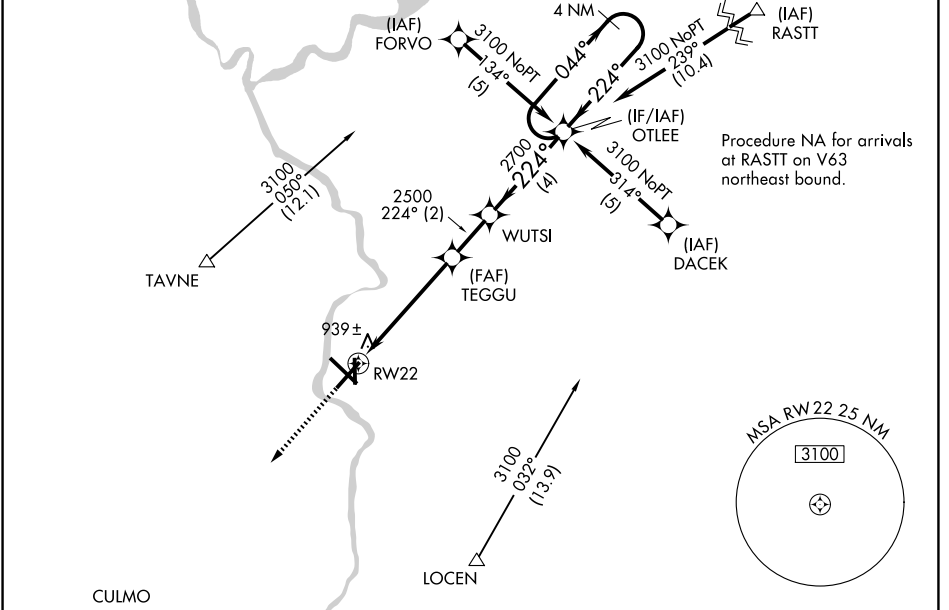 4 NM
(IAF)
FORVO
3100 NoPT
134°
(5)
044°
224°
3100 NoPT
239°
(10.4)
(IAF)
RASTT
(IF/IAF)
OTLEE
Procedure NA for arrivals
at RASTT on V63
northeast bound.
3100
050°
(12.1)
TAVNE
2700
224°
(4)
3100 NoPT
314°
(5)
2500
224° (2)
WUTSI
(IAF)
DACEK
(FAF)
TEGGU
939±
RW22
3100
032°
(13.9)
LOCEN
MSA RW22 25 NM
3100
CULMO